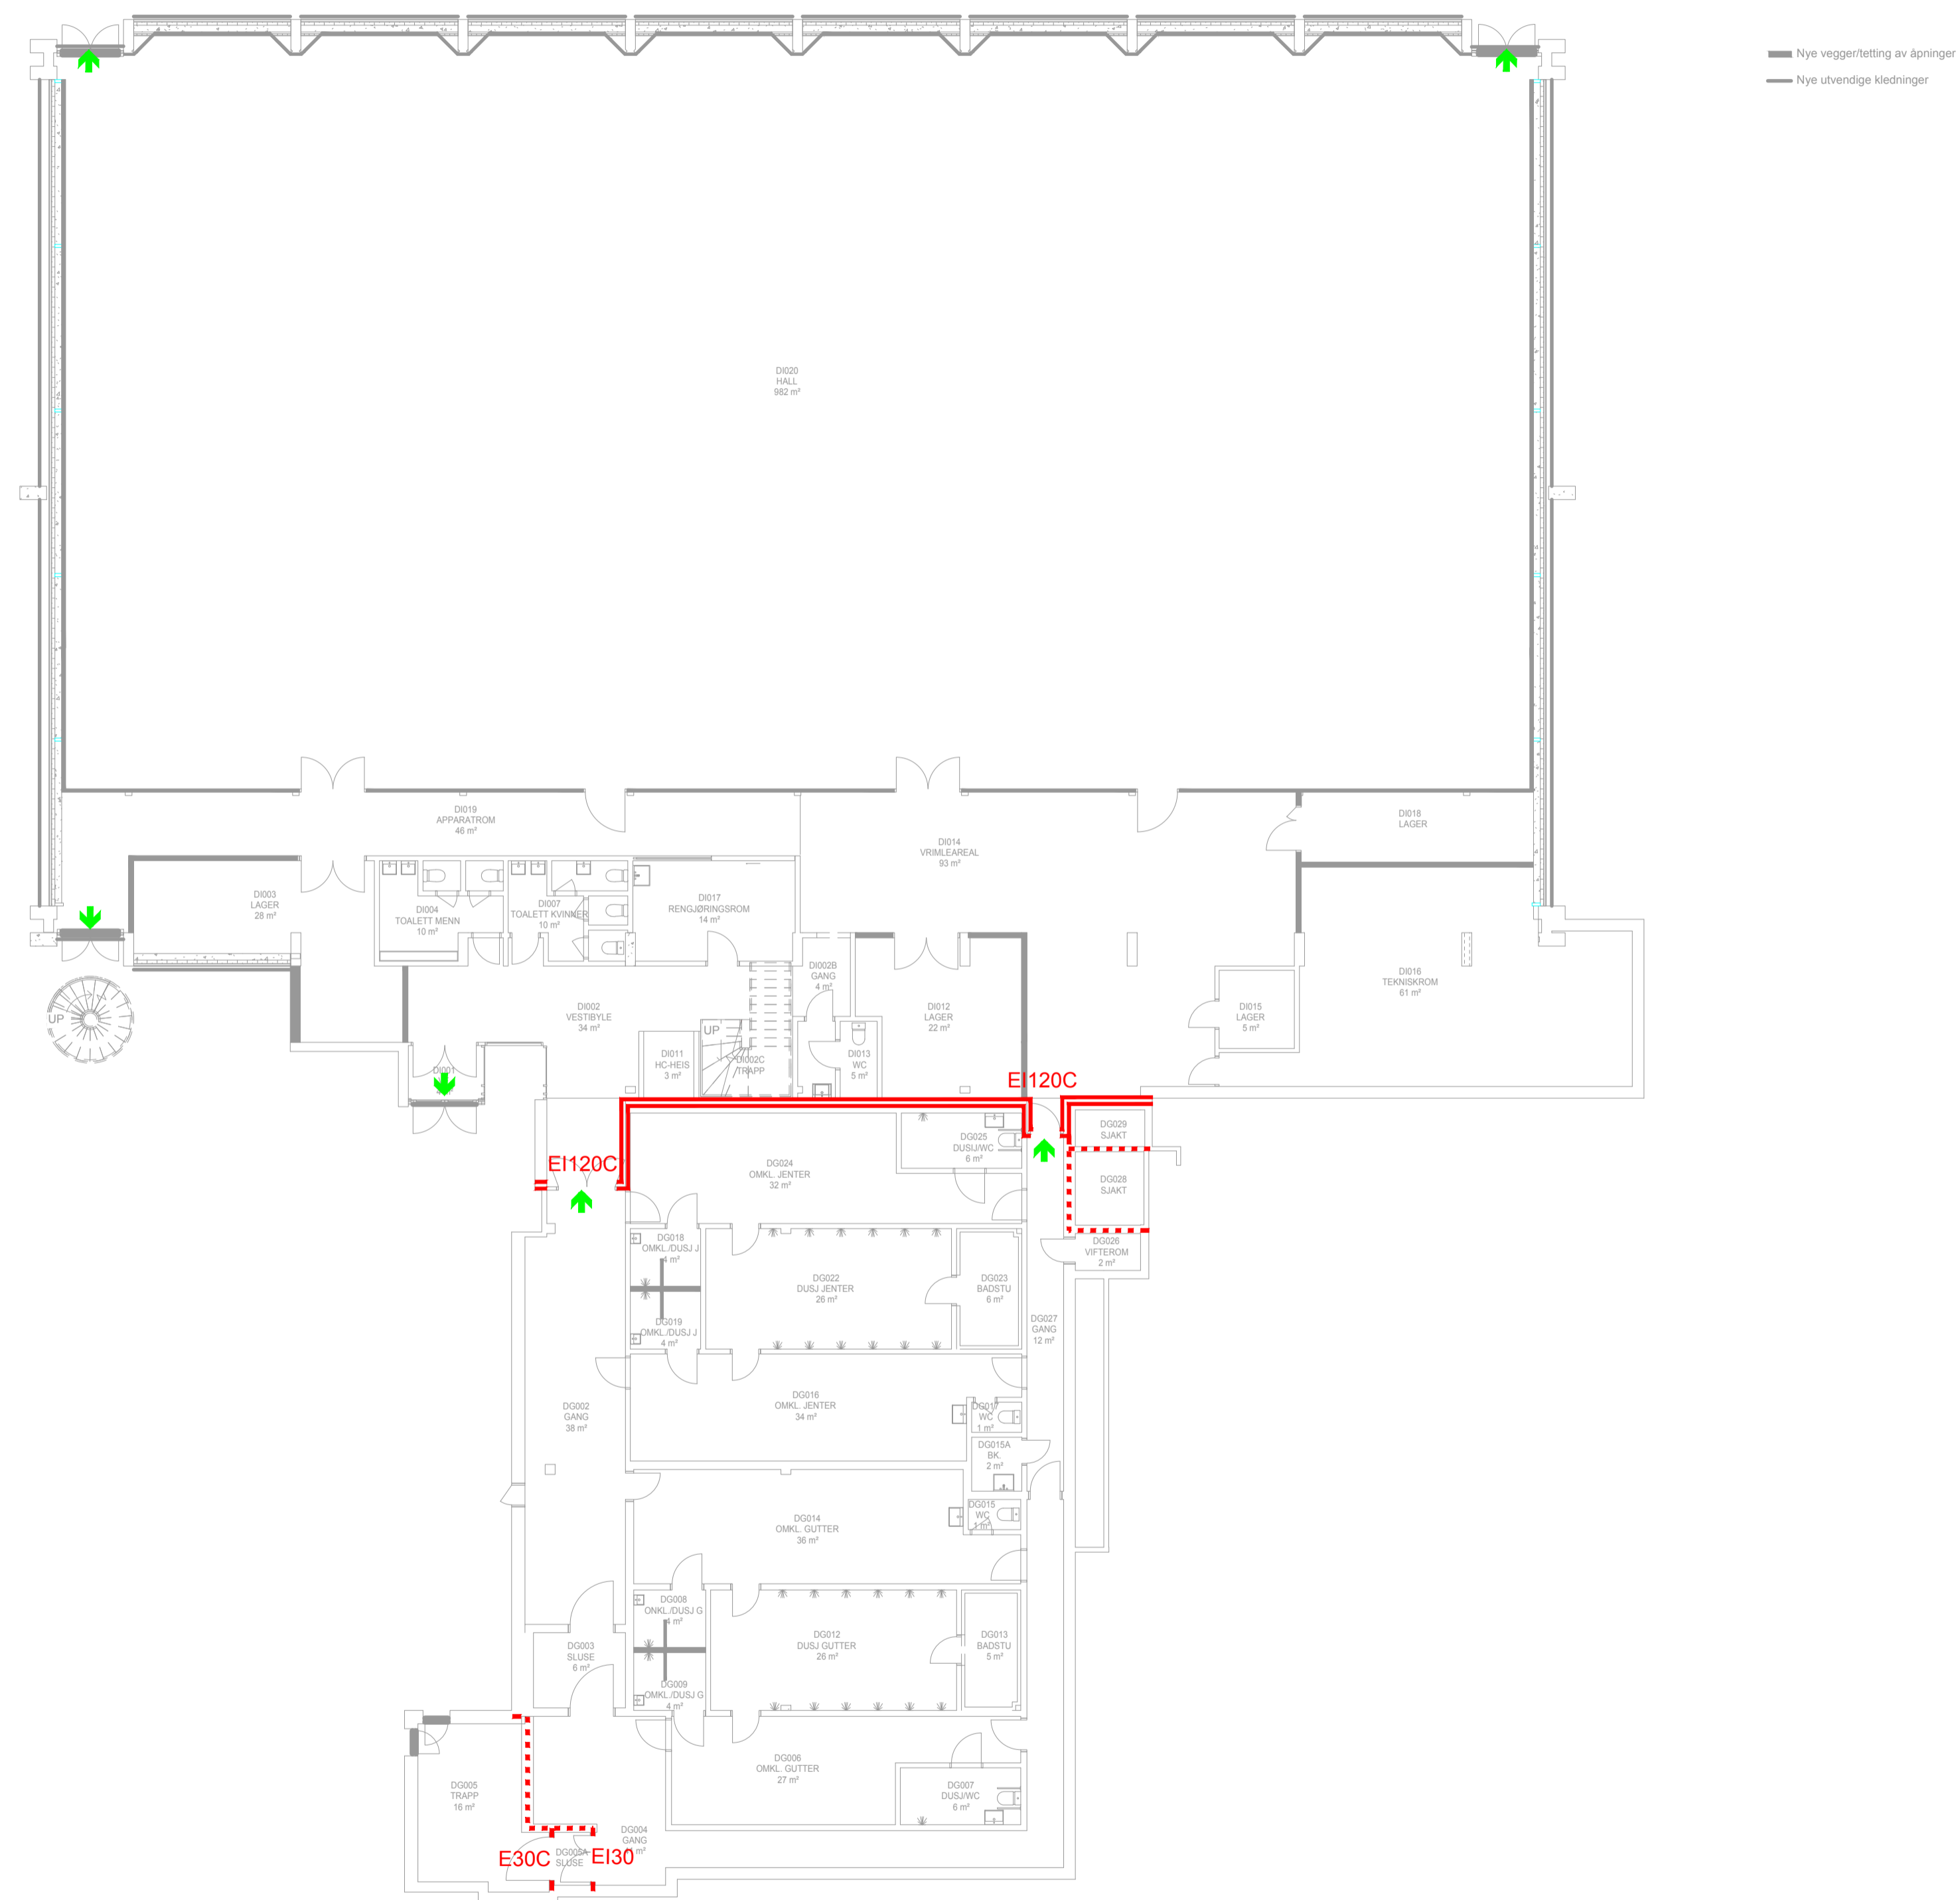 Nye vegger/tetting av åpninger
Nye utvendige kledninger
DI020
HALL
982 m²
DI019
APPARATROM
46 m²
DI014
VRIMLEAREAL
93 m²
DI018
LAGER
DI003
LAGER
28 m²
DI004
TOALETT MENN
10 m²
DI007
TOALETT KVINNER
10 m²
DI017
RENGJØRINGSROM
14 m²
DI002B
GANG
4 m²
DI016
TEKNISKROM
61 m²
UP
DI002
VESTIBYLE
34 m²
DI012
LAGER
22 m²
DI015
LAGER
5 m²
UP
DI011
HC-HEIS
3 m²
DI002C
TRAPP
DI013
WC
5 m²
DI001
EI120C
DG029
SJAKT
DG025
DUSIJ/WC
6 m²
EI120C
DG024
OMKL. JENTER
32 m²
DG028
SJAKT
DG018
OMKL./DUSJ J
4 m²
DG026
VIFTEROM
2 m²
DG022
DUSJ JENTER
26 m²
DG023
BADSTU
6 m²
DG019
OMKL./DUSJ J
4 m²
DG027
GANG
12 m²
DG016
OMKL. JENTER
34 m²
DG002
GANG
38 m²
DG017
WC
1 m²
DG015A
BK.
2 m²
DG015
WC
1 m²
DG014
OMKL. GUTTER
36 m²
DG008
ONKL./DUSJ G
4 m²
DG003
SLUSE
6 m²
DG012
DUSJ GUTTER
26 m²
DG013
BADSTU
5 m²
DG009
OMKL./DUSJ G
4 m²
DG006
OMKL. GUTTER
27 m²
DG005
TRAPP
16 m²
DG007
DUSJ/WC
6 m²
DG004
GANG
E30C
DG005A
SLUSE
EI30